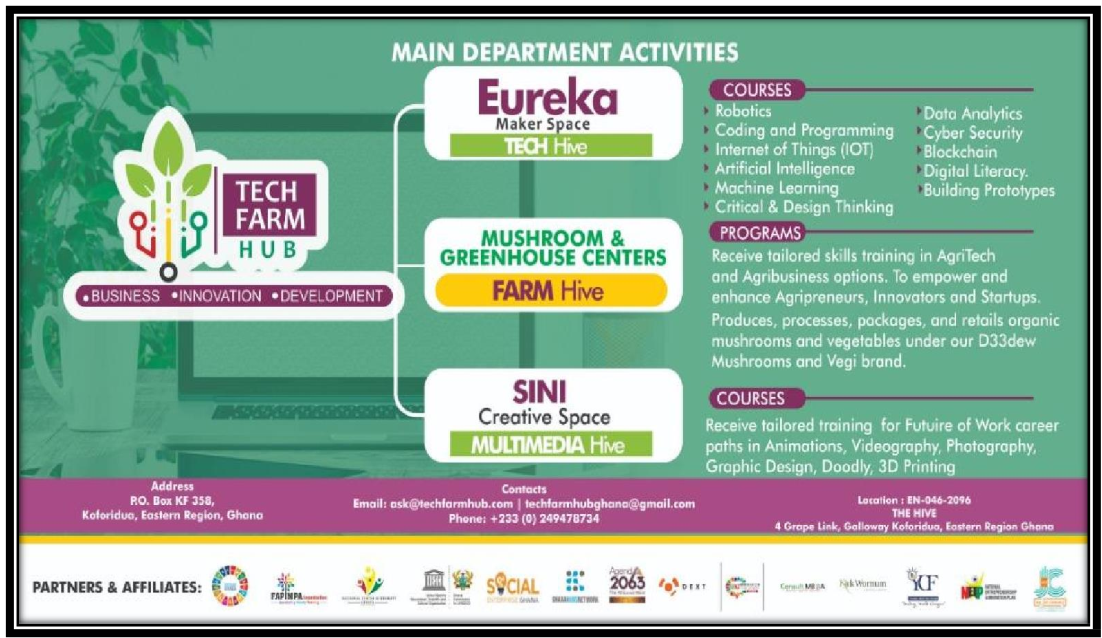 MAIN DEPARTMENT ACTIVITIES
TECH
FARM
HUB
•BUSINESS •INNOVATION •DEVELOPMENT
Eureka
Maker Space
TECH Hive
COURSES
Robotics
Coding and Programming
Internet of Things (IOT)
Artificial Intelligence
Machine Learning
Critical & Design Thinking
Data Analytics
Cyber Security
Blockchain
Digital Literacy.
Building Prototypes
MUSHROOM &
GREENHOUSE CENTERS
FARM Hive
PROGRAMS
Receive tailored skills training in AgriTech
and Agribusiness options. To empower and
enhance Agripreneurs, Innovators and Startups.
Produces, processes, packages, and retails organic
mushrooms and vegetables under our D33dew
Mushrooms and Vegi brand.
SINI
Creative Space
MULTIMEDIA Hive
COURSES
Receive tailored training for Futuire of Work career
paths in Animations, Videography, Photography,
Graphic Design, Doodly, 3D Printing
Address
P.O. Box KF 358,
Koforidua, Eastern Region, Ghana
Contacts
Email: ask@techfarmhub.com | techfarmhubghana@gmail.com
Phone: +233 (0) 249478734
Location : EN-046-2096
THE HIVE
4 Grape Link, Galloway Koforidua, Eastern Region Ghana
PARTNERS & AFFILIATES:
SOCIAL
ENTERPRISE GHANA
Agenda
2063
DEXT